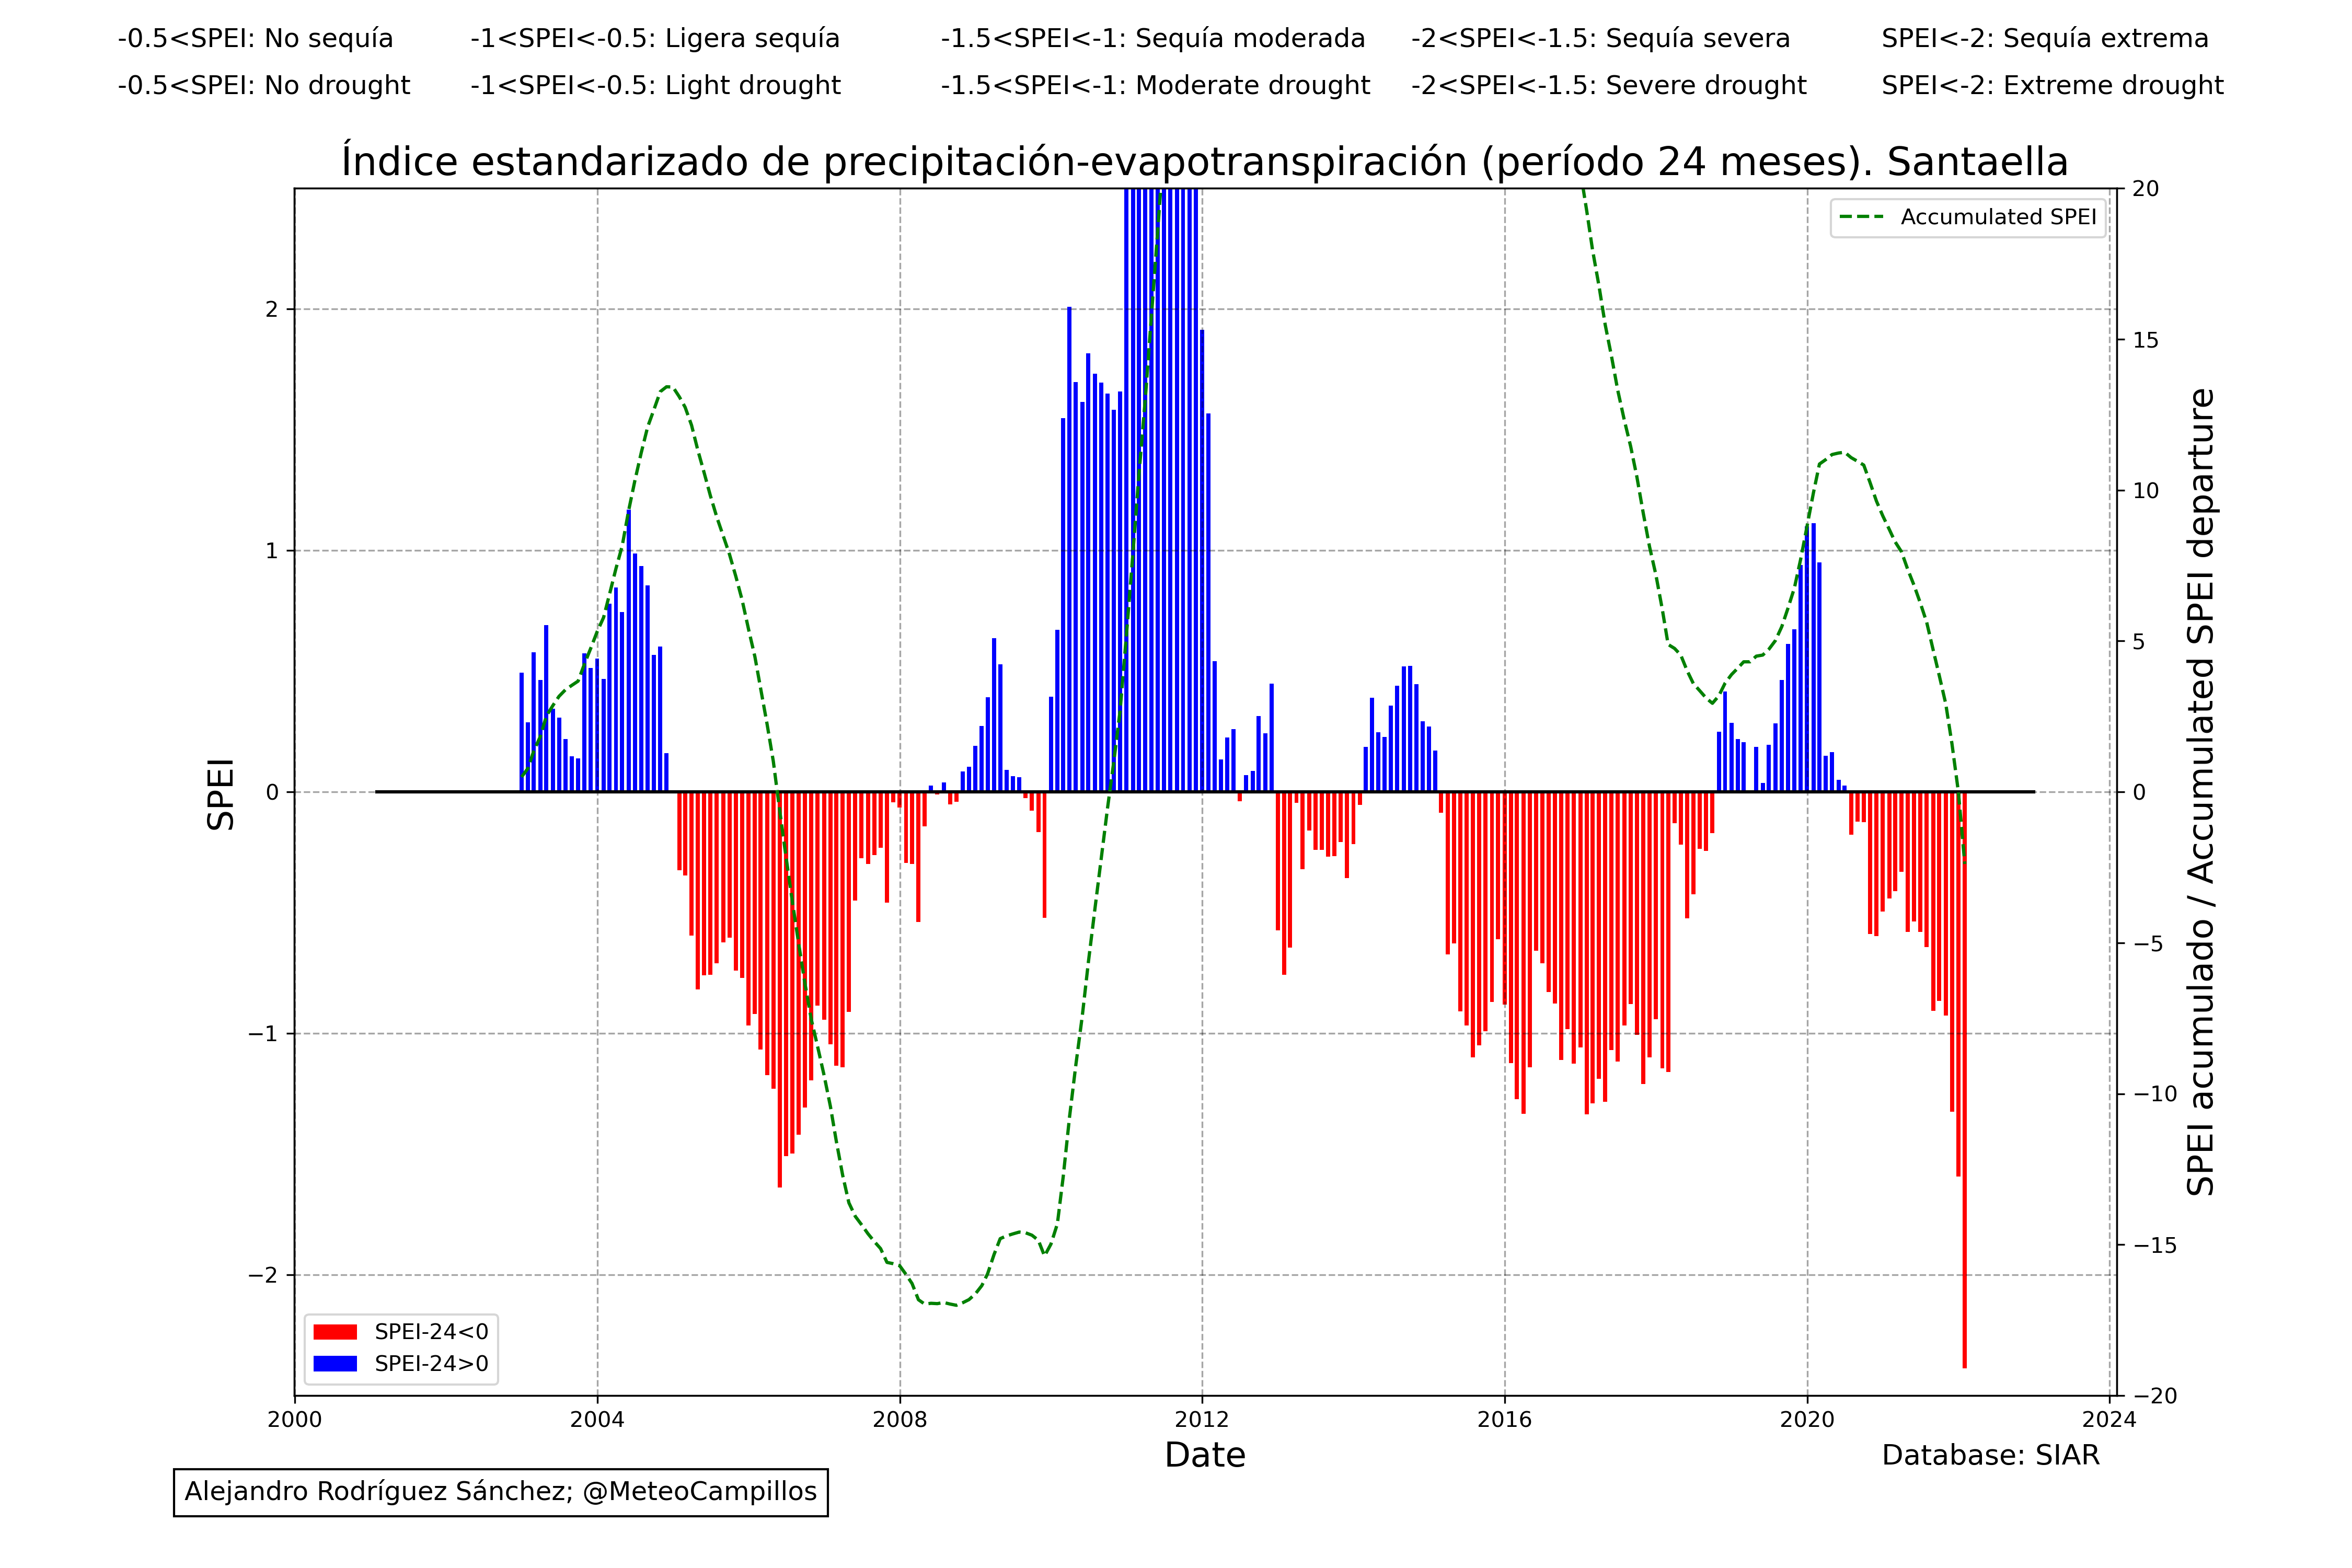 -0.5<SPEI: No sequía -1<SPEI<-0.5: Ligera sequía -1.5<SPEI<-1: Sequía moderada -2<SPEI<-1.5: Sequía severa SPEI<-2: Sequía extrema
-0.5<SPEI: No drought -1<SPEI<-0.5: Light drought -1.5<SPEI<-1: Moderate drought -2<SPEI<-1.5: Severe drought SPEI<-2: Extreme drought
Índice estandarizado de precipitación-evapotranspiración (período 24 meses). Santaella
Accumulated SPEI
SPEI
2
1
0
−1
−2
20
15
10
5
0
−5
−10
−15
−20
SPEI acumulado / Accumulated SPEI departure
SPEI-24<0
SPEI-24>0
2000 2004 2008 2012 2016 2020 2024
Date
Database: SIAR
Alejandro Rodríguez Sánchez; @MeteoCampillos